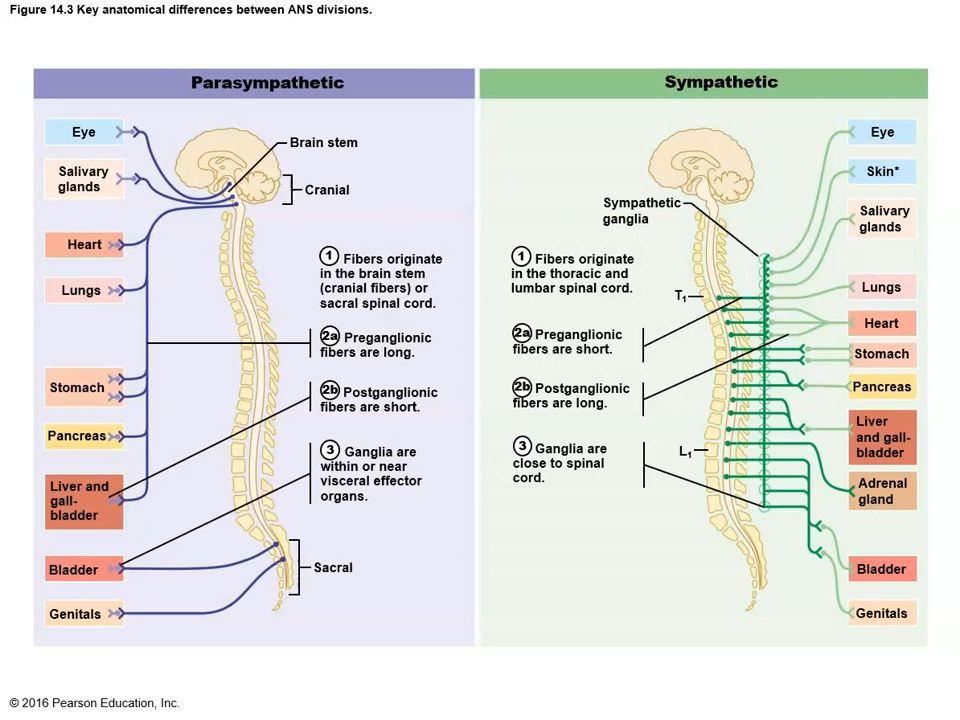 Figure 14.3 Key anatomical differences between ANS divisions.
Parasympathetic
Eye
Salivary
glands
Heart
Lungs
Stomach
Pancreas
Liver and
gall-
bladder
Bladder
Genitals
Brain stem
Cranial
1 Fibers originate
in the brain stem
(cranial fibers) or
sacral spinal cord.
2a Preganglionic
fibers are long.
2b Postganglionic
fibers are short.
3 Ganglia are
within or near
visceral effector
organs.
Sacral
Sympathetic
Sympathetic
ganglia
1 Fibers originate
in the thoracic and
lumbar spinal cord.
T1
2a Preganglionic
fibers are short.
2b Postganglionic
fibers are long.
3 Ganglia are
close to spinal
cord.
L1
Eye
Skin*
Salivary
glands
Lungs
Heart
Stomach
Pancreas
Liver
and gall-
bladder
Adrenal
gland
Bladder
Genitals
© 2016 Pearson Education, Inc.